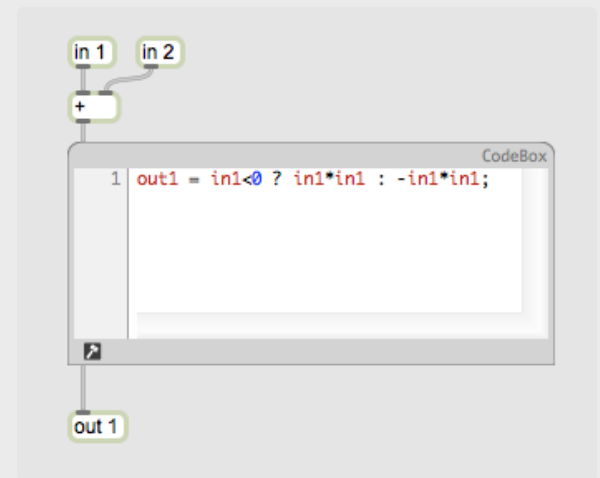 in 1 in 2
+
CodeBox
1 out1 = in1<0 ? in1*in1 : -in1*in1;
out 1